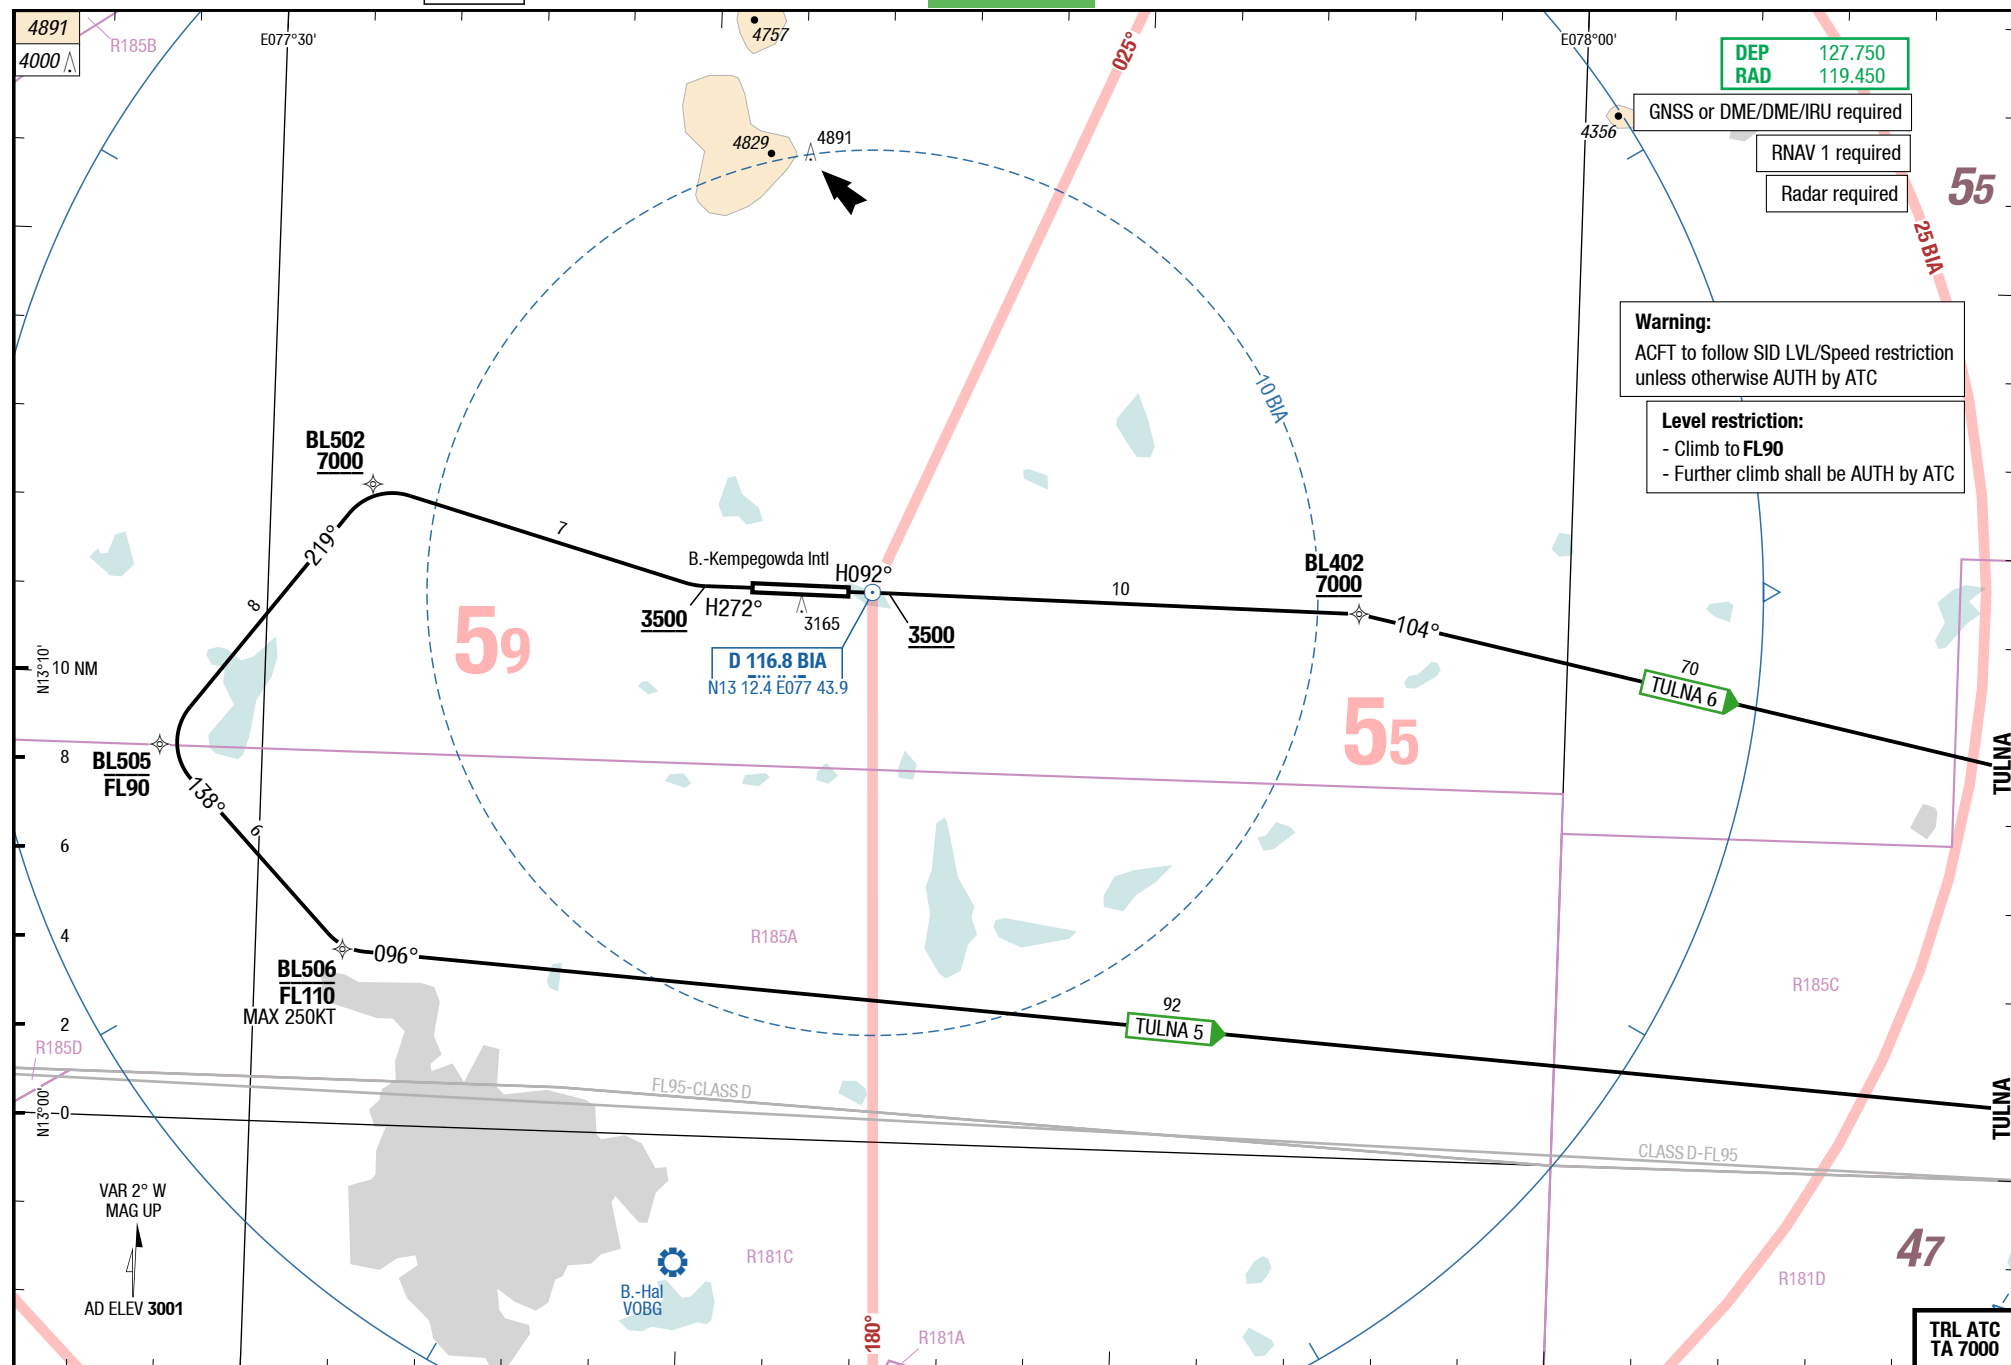 4891
4000
R185B
E077°30'
4757
025°
E078°00'
DEP 127.750
RAD 119.450
GNSS or DME/DME/IRU required
4356
RNAV 1 required
Radar required
55
4829
4891
25 BIA
Warning:
ACFT to follow SID LVL/Speed restriction
unless otherwise AUTH by ATC
Level restriction:
- Climb to FL90
- Further climb shall be AUTH by ATC
10 BIA
BL502
7000
219°
7
8
B.-Kempegowda Intl
H092°
H272°
3500
3165
3500
10
BL402
7000
104°
59
D 116.8 BIA
N13 12.4 E077 43.9
55
70
TULNA 6
TULNA
N13°10'
10 NM
8
6
4
2
0
BL505
FL90
138°
6
BL506
FL110
MAX 250KT
096°
R185A
R185C
92
TULNA 5
TULNA
R185D
N13°00'
FL95-CLASS D
CLASS D-FL95
VAR 2° W
MAG UP
AD ELEV 3001
B.-Hal
VOBG
R181C
R181A
180°
R181D
47
TRL ATC
TA 7000